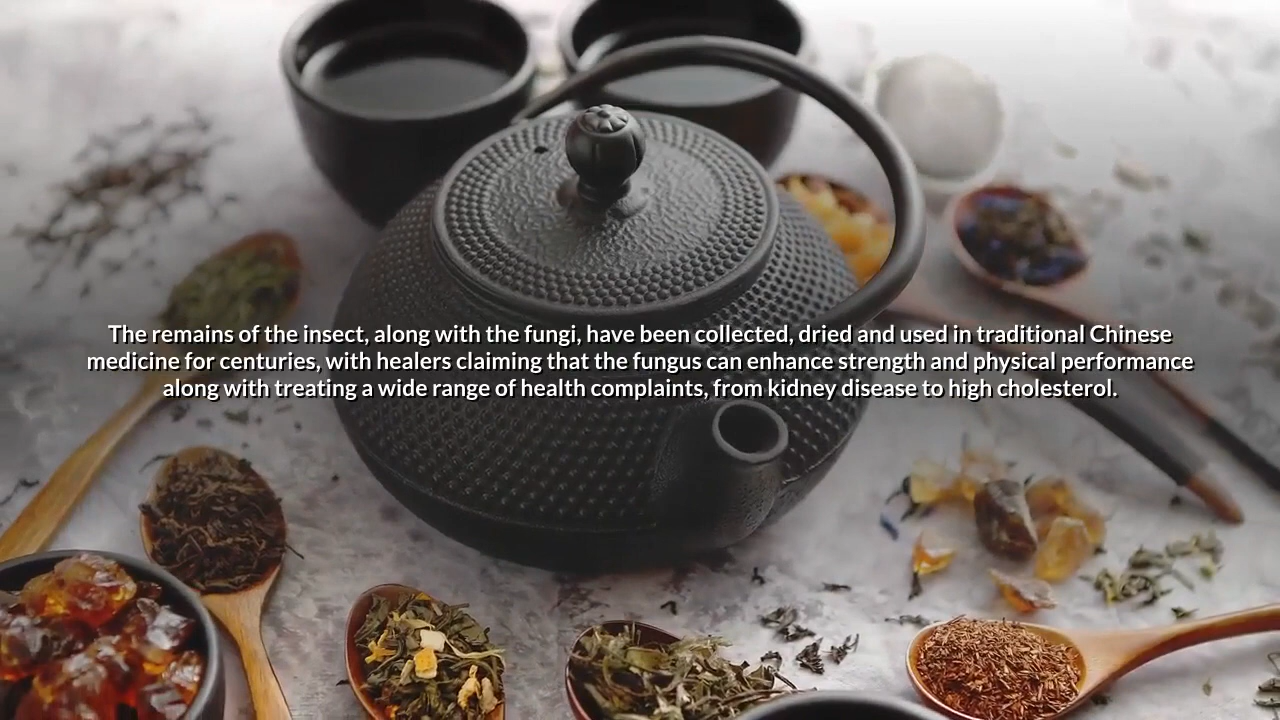 The remains of the insect, along with the fungi, have been collected, dried and used in traditional Chinese
medicine for centuries, with healers claiming that the fungus can enhance strength and physical performance
along with treating a wide range of health complaints, from kidney disease to high cholesterol.